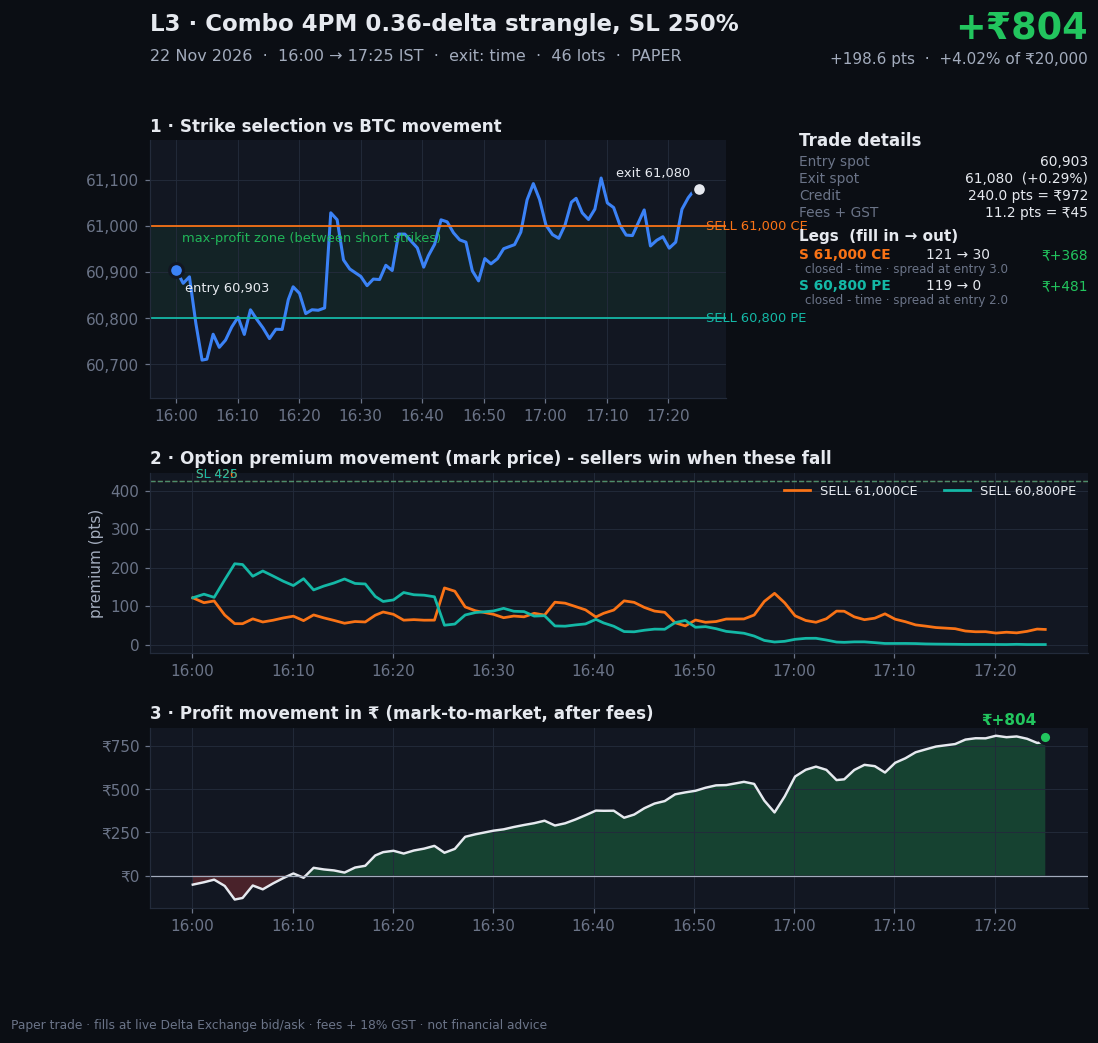 L3 · Combo 4PM 0.36-delta strangle, SL 250%
+₹804
22 Nov 2026 · 16:00 → 17:25 IST · exit: time · 46 lots · PAPER
+198.6 pts · +4.02% of ₹20,000
1 · Strike selection vs BTC movement
61,100
61,000
60,900
60,800
60,700
exit 61,080
SELL 61,000 CE
max-profit zone (between short strikes)
entry 60,903
SELL 60,800 PE
16:00 16:10 16:20 16:30 16:40 16:50 17:00 17:10 17:20
Trade details
Entry spot 60,903
Exit spot 61,080 (+0.29%)
Credit 240.0 pts = ₹972
Fees + GST 11.2 pts = ₹45
Legs (fill in → out)
S 61,000 CE 121 → 30 ₹+368
closed - time · spread at entry 3.0
S 60,800 PE 119 → 0 ₹+481
closed - time · spread at entry 2.0
2 · Option premium movement (mark price) - sellers win when these fall
SELL 61,000CE SELL 60,800PE
premium (pts)
400
300
200
100
0
16:00 16:10 16:20 16:30 16:40 16:50 17:00 17:10 17:20
3 · Profit movement in ₹ (mark-to-market, after fees)
₹+804
₹750
₹500
₹250
₹0
16:00 16:10 16:20 16:30 16:40 16:50 17:00 17:10 17:20
Paper trade · fills at live Delta Exchange bid/ask · fees + 18% GST · not financial advice